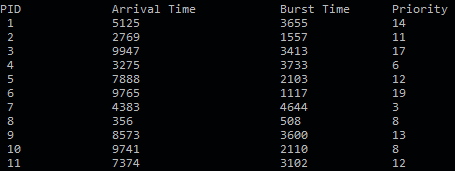 PID Arrival Time Burst Time Priority
1 5125 3655 14
2 2769 1557 11
3 9947 3413 17
4 3275 3733 6
5 7888 2103 12
6 9765 1117 19
7 4383 4644 3
8 356 508 8
9 8573 3600 13
10 9741 2110 8
11 7374 3102 12